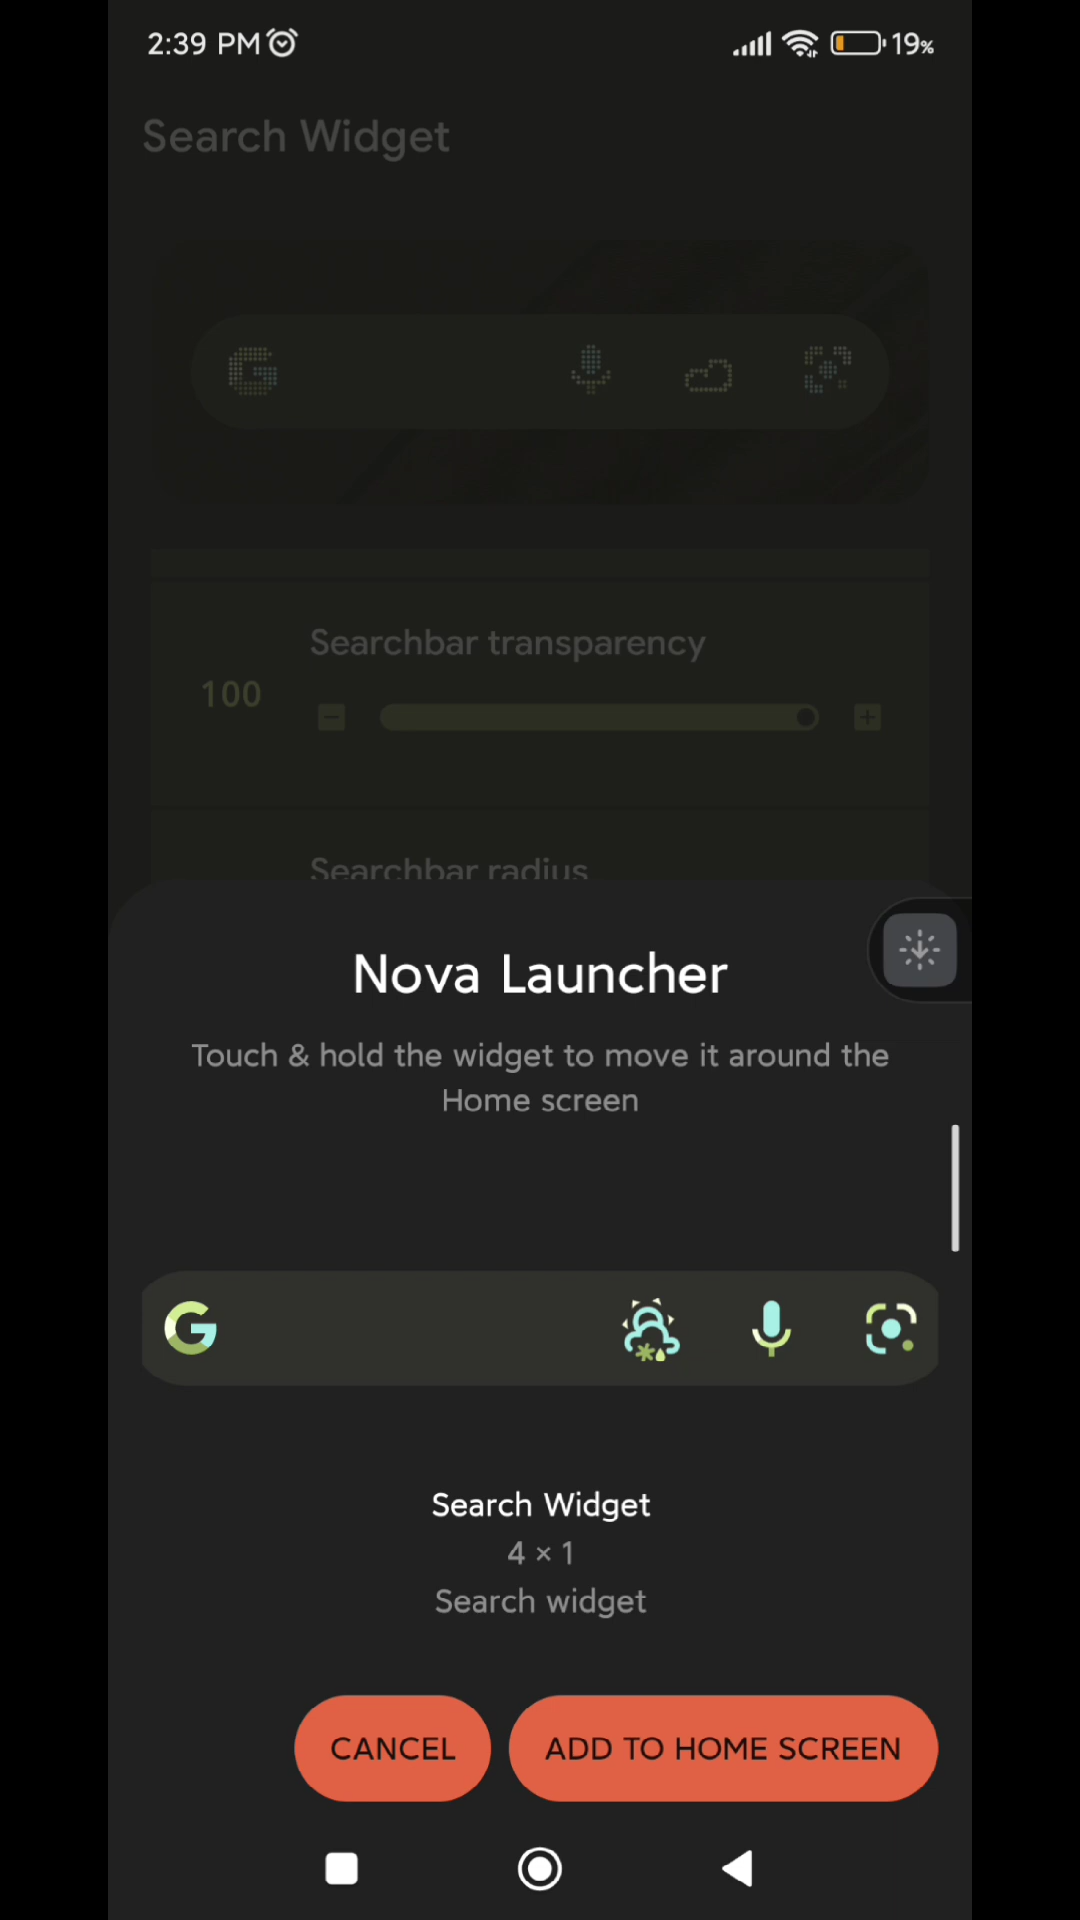 2:39 PM 19%
Search Widget
Searchbar transparency
100
Searchbar radius
Nova Launcher
Touch & hold the widget to move it around the
Home screen
Search Widget
4 × 1
Search widget
CANCEL ADD TO HOME SCREEN